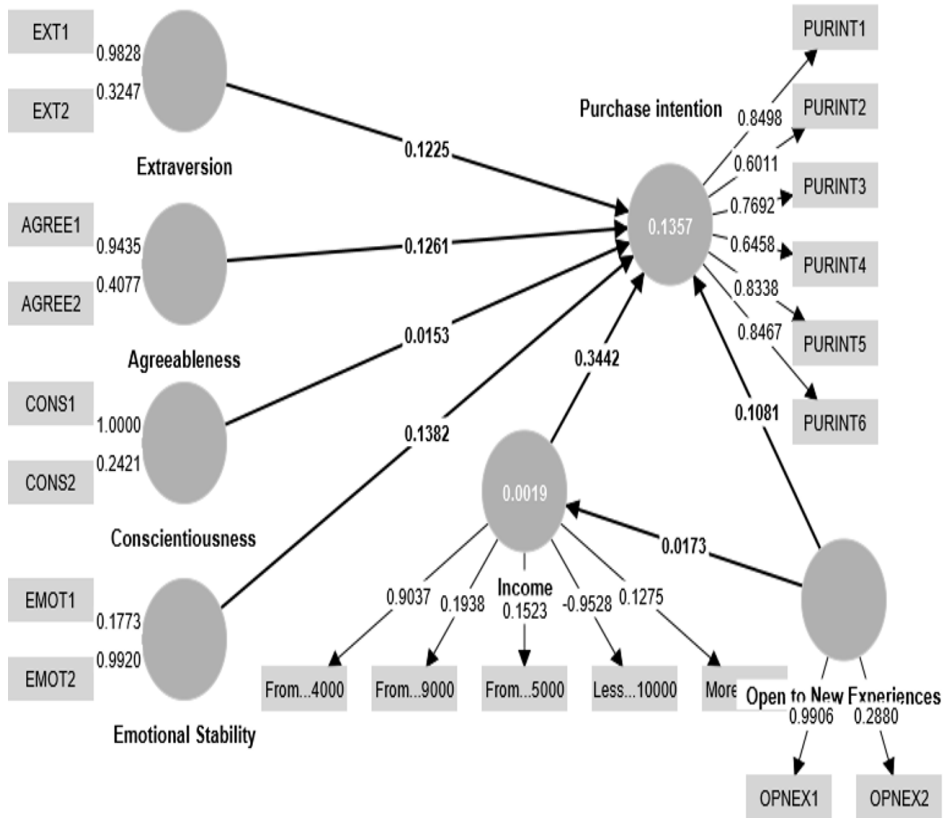 EXT1
0.9828
0.3247
EXT2
Extraversion
AGREE1
0.9435
0.4077
AGREE2
Agreeableness
CONS1
1.0000
0.2421
CONS2
Conscientiousness
EMOT1
0.1773
0.9920
EMOT2
Emotional Stability
0.1225
0.1261
0.0153
0.1382
Purchase intention
0.1357
0.8498
0.6011
0.7692
0.6458
0.8338
0.8467
PURINT1
PURINT2
PURINT3
PURINT4
PURINT5
PURINT6
0.3442
0.1081
0.0019
0.0173
Income
0.9037
0.1938
0.1523
-0.9528
0.1275
From...4000
From...9000
From...5000
Less...10000
More
Open to New Experiences
0.9906
0.2880
OPNEX1
OPNEX2